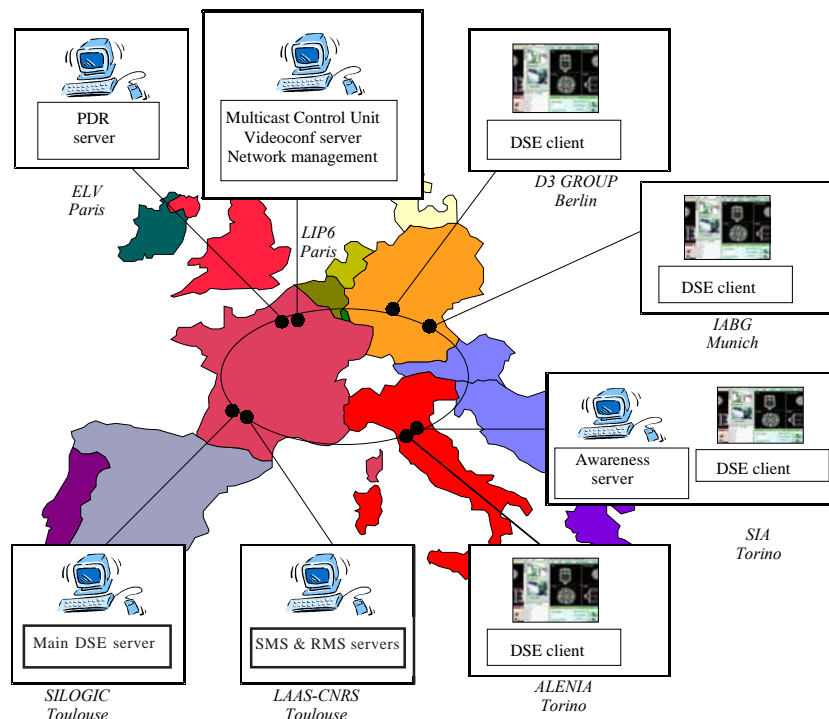 PDR
server
ELV
Paris
Multicast Control Unit
Videoconf server
Network management
LIP6
Paris
DSE client
D3 GROUP
Berlin
DSE client
IABG
Munich
Awareness
server
DSE client
SIA
Torino
Main DSE server
SILOGIC
Toulouse
SMS & RMS servers
LAAS-CNRS
Toulouse
DSE client
ALENIA
Torino